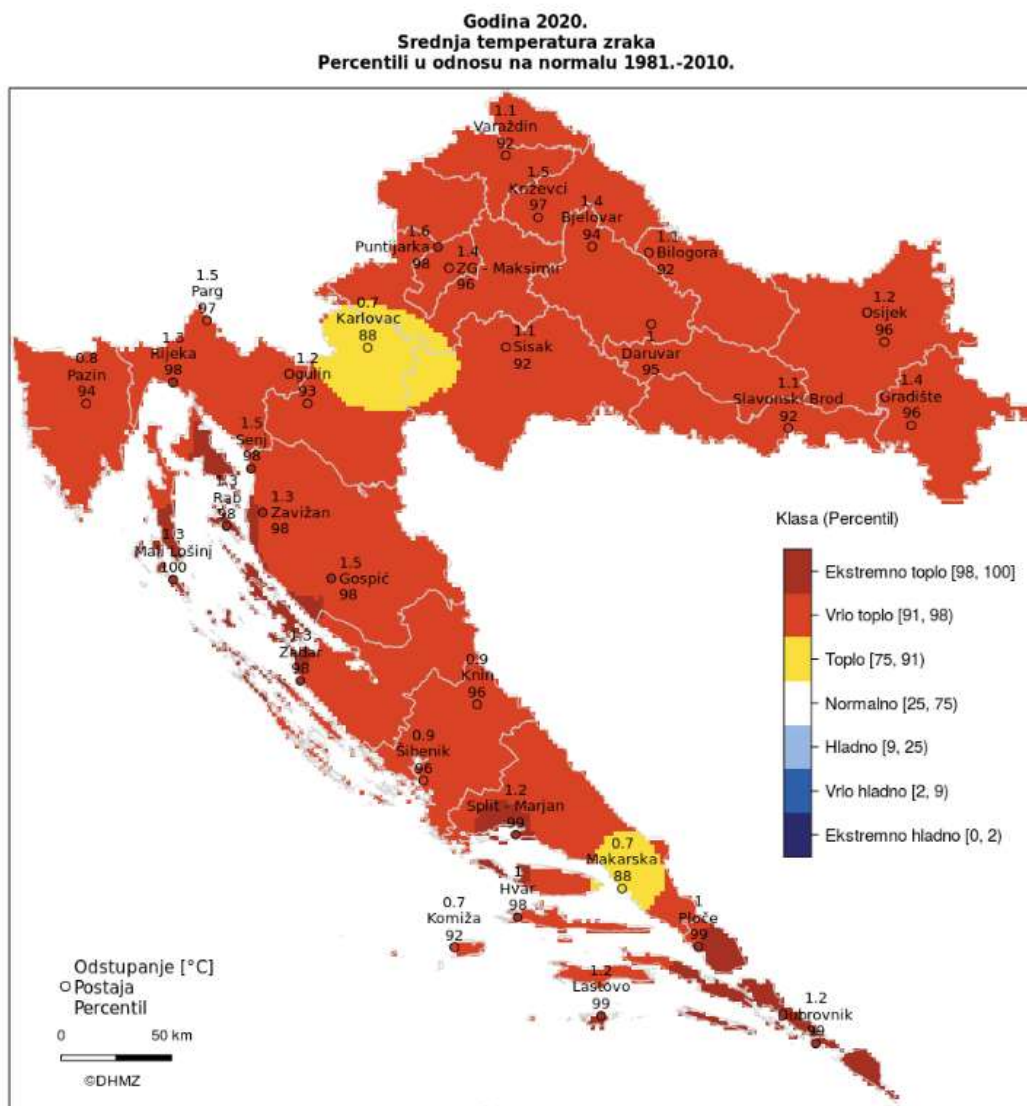 Godina 2020.
Srednja temperatura zraka
Percentili u odnosu na normalu 1981.-2010.
1.1
Varaždin
92
1.5
Križevci
97
1.4
Bjelovar
94
1.6
Puntijarka
98
1.4
ZG - Maksimir
96
1.1
Bilogora
92
1.5
Parg
97
0.7
Karlovac
88
1.1
Sisak
92
1
Daruvar
95
1.2
Osijek
96
0.8
Pazin
94
1.3
Rijeka
98
1.2
Ogulin
93
1.1
Slavonski Brod
92
1.4
Gradište
96
1.5
Senj
98
1.3
Rab
98
1.3
Zavižan
98
1.3
Mali Lošinj
100
1.5
Gospić
98
1.3
Zadar
98
0.9
Knin
96
0.9
Šibenik
96
1.2
Split - Marjan
99
0.7
Makarska
88
1
Hvar
98
0.7
Komiža
92
1
Ploče
99
1.2
Lastovo
99
1.2
Dubrovnik
99
Klasa (Percentil)
Ekstremno toplo [98, 100]
Vrlo toplo [91, 98)
Toplo [75, 91)
Normalno [25, 75)
Hladno [9, 25)
Vrlo hladno [2, 9)
Ekstremno hladno [0, 2)
Odstupanje [°C]
Postaja
Percentil
0 50 km
©DHMZ